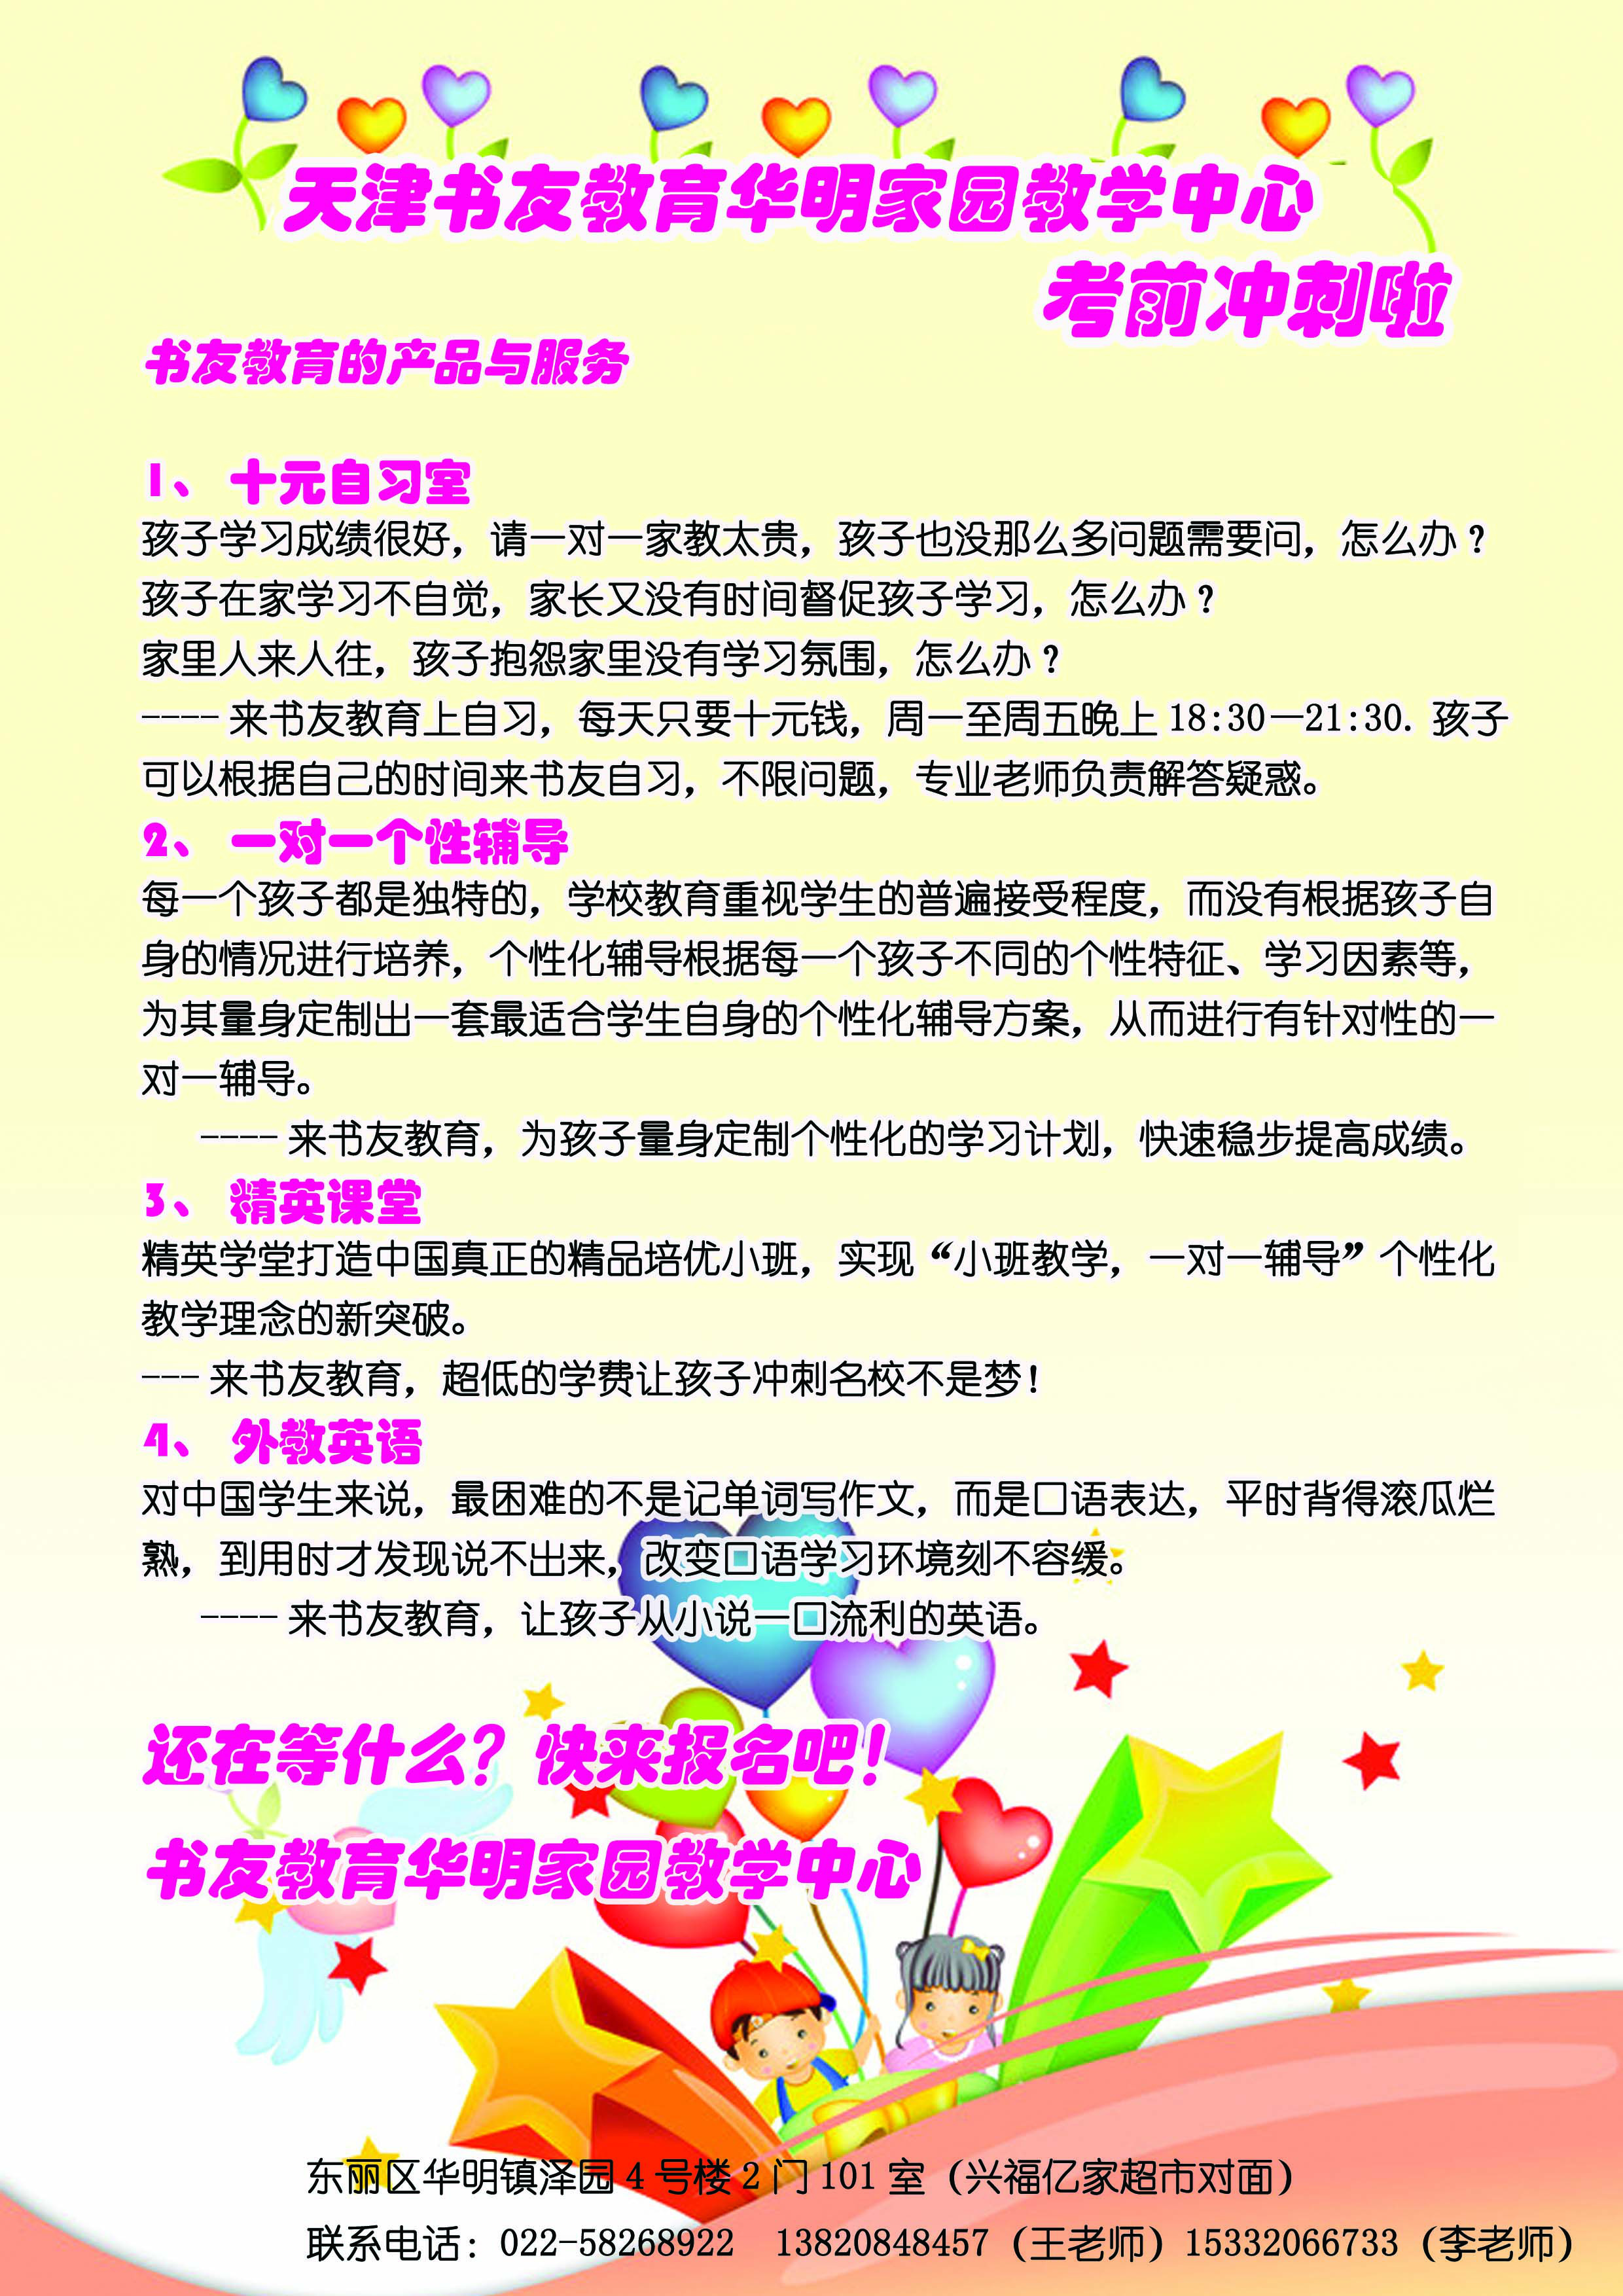 天津书友教育华明家园教学中心
考前冲刺啦
书友教育的产品与服务
1、 十元自习室
孩子学习成绩很好，请一对一家教太贵，孩子也没那么多问题需要问，怎么办？
孩子在家学习不自觉，家长又没有时间督促孩子学习，怎么办？
家里人来人往，孩子抱怨家里没有学习氛围，怎么办？
---- 来书友教育上自习，每天只要十元钱，周一至周五晚上 18:30—21:30. 孩子
可以根据自己的时间来书友自习，不限问题，专业老师负责解答疑惑。
2、 一对一个性辅导
每一个孩子都是独特的，学校教育重视学生的普遍接受程度，而没有根据孩子自
身的情况进行培养，个性化辅导根据每一个孩子不同的个性特征、学习因素等，
为其量身定制出一套最适合学生自身的个性化辅导方案，从而进行有针对性的一
对一辅导。
---- 来书友教育，为孩子量身定制个性化的学习计划，快速稳步提高成绩。
3、 精英课堂
精英学堂打造中国真正的精品培优小班，实现“小班教学，一对一辅导”个性化
教学理念的新突破。
--- 来书友教育，超低的学费让孩子冲刺名校不是梦！
4、 外教英语
对中国学生来说，最困难的不是记单词写作文，而是口语表达，平时背得滚瓜烂
熟，到用时才发现说不出来，改变口语学习环境刻不容缓。
---- 来书友教育，让孩子从小说一口流利的英语。
还在等什么？快来报名吧！
书友教育华明家园教学中心
东丽区华明镇泽园 4 号楼 2 门 101 室（兴福亿家超市对面）
联系电话：022-58268922 13820848457（王老师）15332066733（李老师）